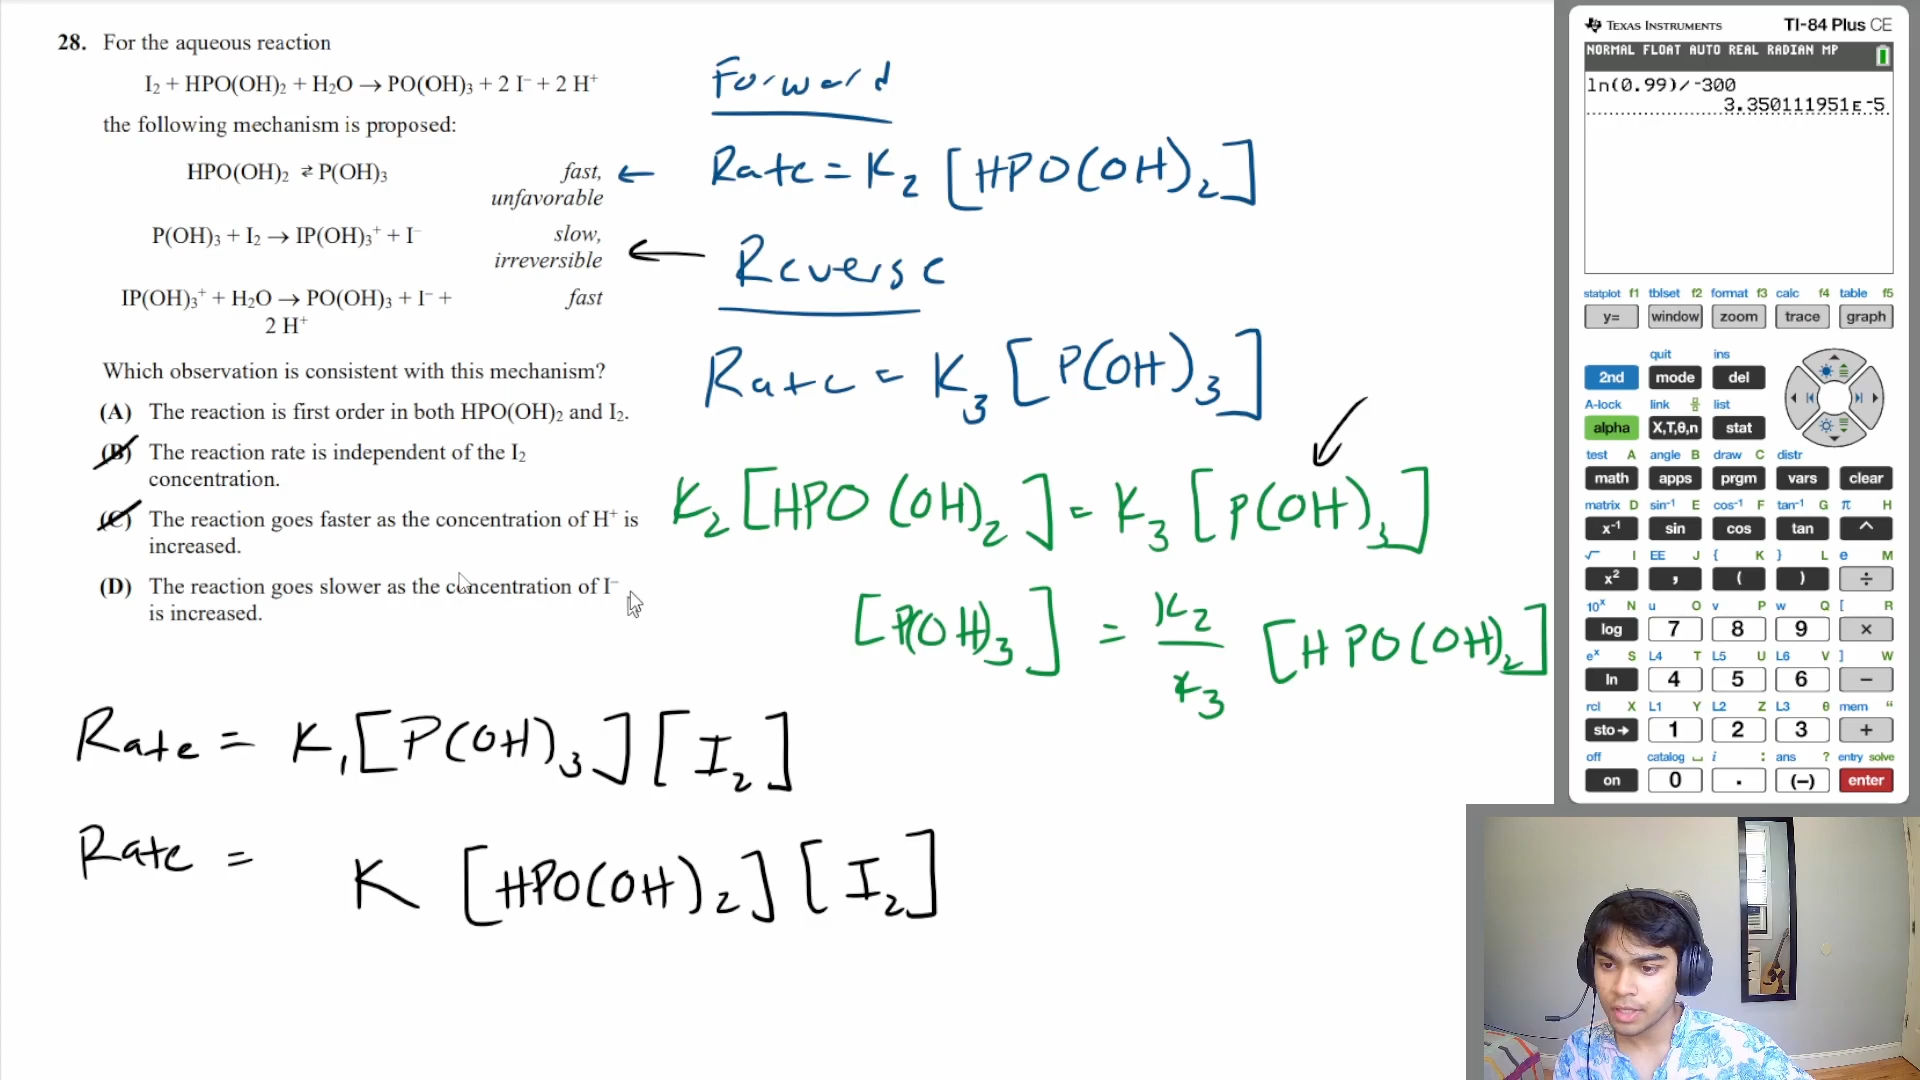 28. For the aqueous reaction
I₂ + HPO(OH)₂ + H₂O → PO(OH)₃ + 2 I⁻ + 2 H⁺
the following mechanism is proposed:
HPO(OH)₂ ⇌ P(OH)₃ fast, ←
unfavorable
P(OH)₃ + I₂ → IP(OH)₃⁺ + I⁻ slow,
irreversible ←
IP(OH)₃⁺ + H₂O → PO(OH)₃ + I⁻ + fast
2 H⁺
Which observation is consistent with this mechanism?
(A) The reaction is first order in both HPO(OH)₂ and I₂.
(B) The reaction rate is independent of the I₂
concentration.
(C) The reaction goes faster as the concentration of H⁺ is
increased.
(D) The reaction goes slower as the concentration of I⁻
is increased.
Forward
Rate = K₂ [HPO(OH)₂]
Reverse
Rate = K₃ [P(OH)₃]
K₂[HPO(OH)₂] = K₃ [P(OH)₃]
[P(OH)₃] = K₂/K₃ [HPO(OH)₂]
Rate = K₁[P(OH)₃][I₂]
Rate = K [HPO(OH)₂][I₂]
TEXAS INSTRUMENTS TI-84 Plus CE
NORMAL FLOAT AUTO REAL RADIAN MP
ln(0.99)/-300
3.350111951E-5
statplot f1 tblset f2 format f3 calc f4 table f5
y= window zoom trace graph
quit ins
2nd mode del
A-lock link list
alpha X,T,θ,n stat
test A angle B draw C distr
math apps prgm vars clear
matrix D sin⁻¹ E cos⁻¹ F tan⁻¹ G π H
x⁻¹ sin cos tan ^
√ I EE J { K } L e M
x² , ( ) ÷
10ˣ N u O v P w Q [ R
log 7 8 9 ×
eˣ S L4 T L5 U L6 V ] W
ln 4 5 6 −
rcl X L1 Y L2 Z L3 θ mem "
sto→ 1 2 3 +
off catalog ␣ i : ans ? entry solve
on 0 . (−) enter